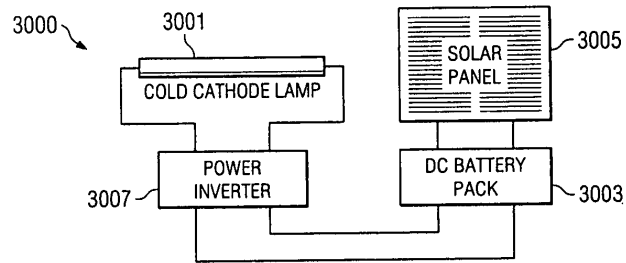 3000
3001
3005
SOLAR
PANEL
COLD CATHODE LAMP
POWER
INVERTER
3007
DC BATTERY
PACK
3003